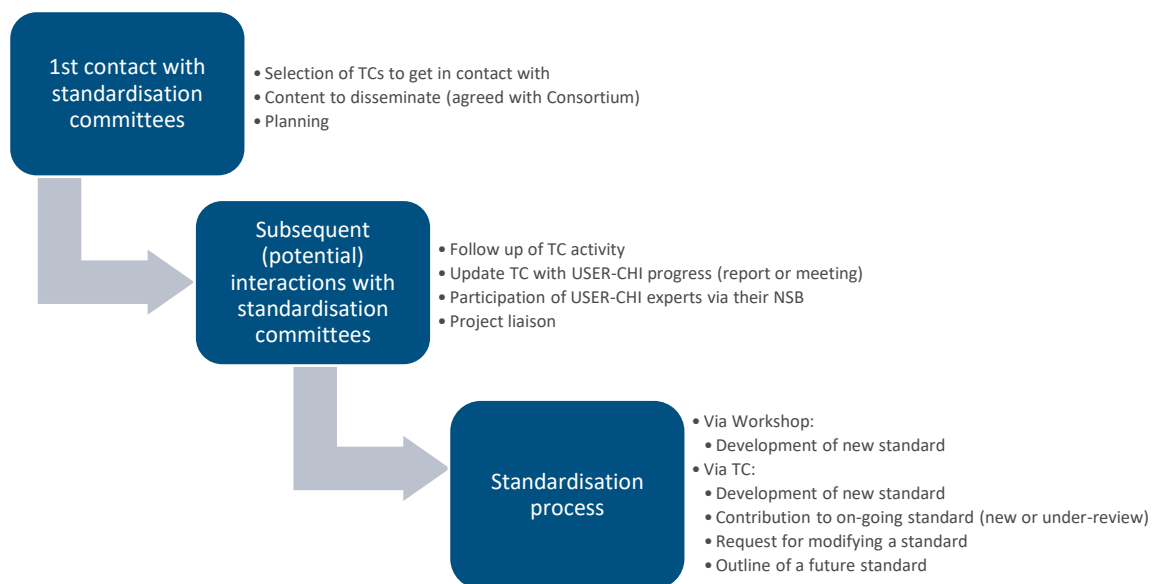 1st contact with
standardisation
committees
• Selection of TCs to get in contact with
• Content to disseminate (agreed with Consortium)
• Planning
Subsequent
(potential)
interactions with
standardisation
committees
• Follow up of TC activity
• Update TC with USER-CHI progress (report or meeting)
• Participation of USER-CHI experts via their NSB
• Project liaison
Standardisation
process
• Via Workshop:
• Development of new standard
• Via TC:
• Development of new standard
• Contribution to on-going standard (new or under-review)
• Request for modifying a standard
• Outline of a future standard